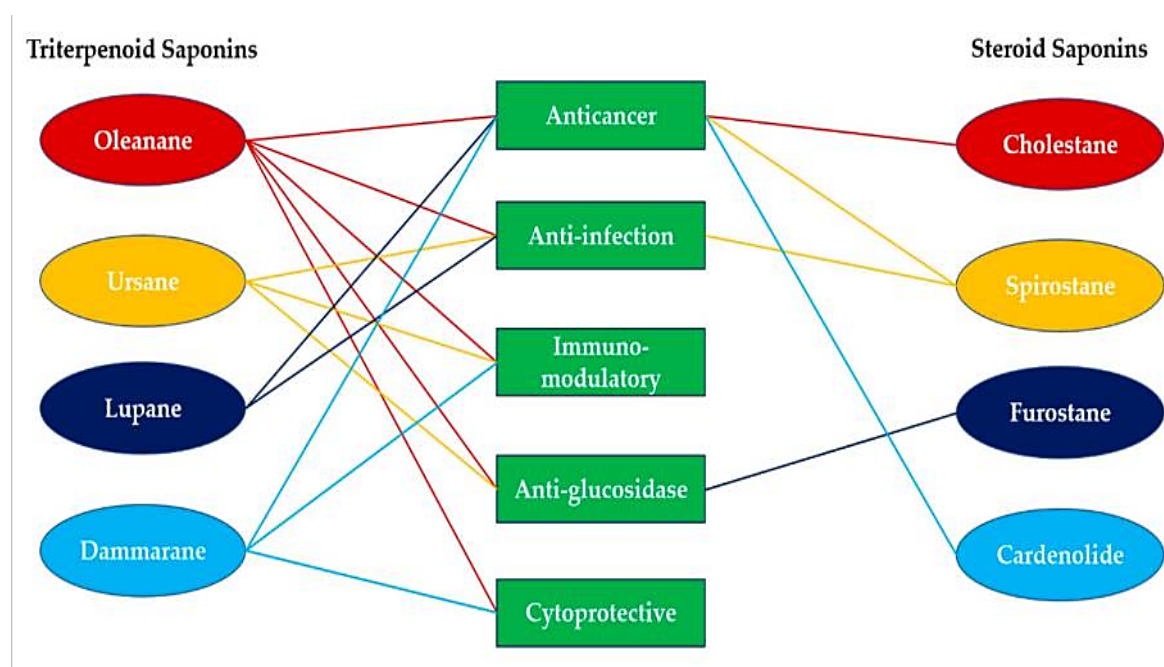 Triterpenoid Saponins
Oleanane
Ursane
Lupane
Dammarane
Anticancer
Anti-infection
Immuno-
modulatory
Anti-glucosidase
Cytoprotective
Steroid Saponins
Cholestane
Spirostane
Furostane
Cardenolide